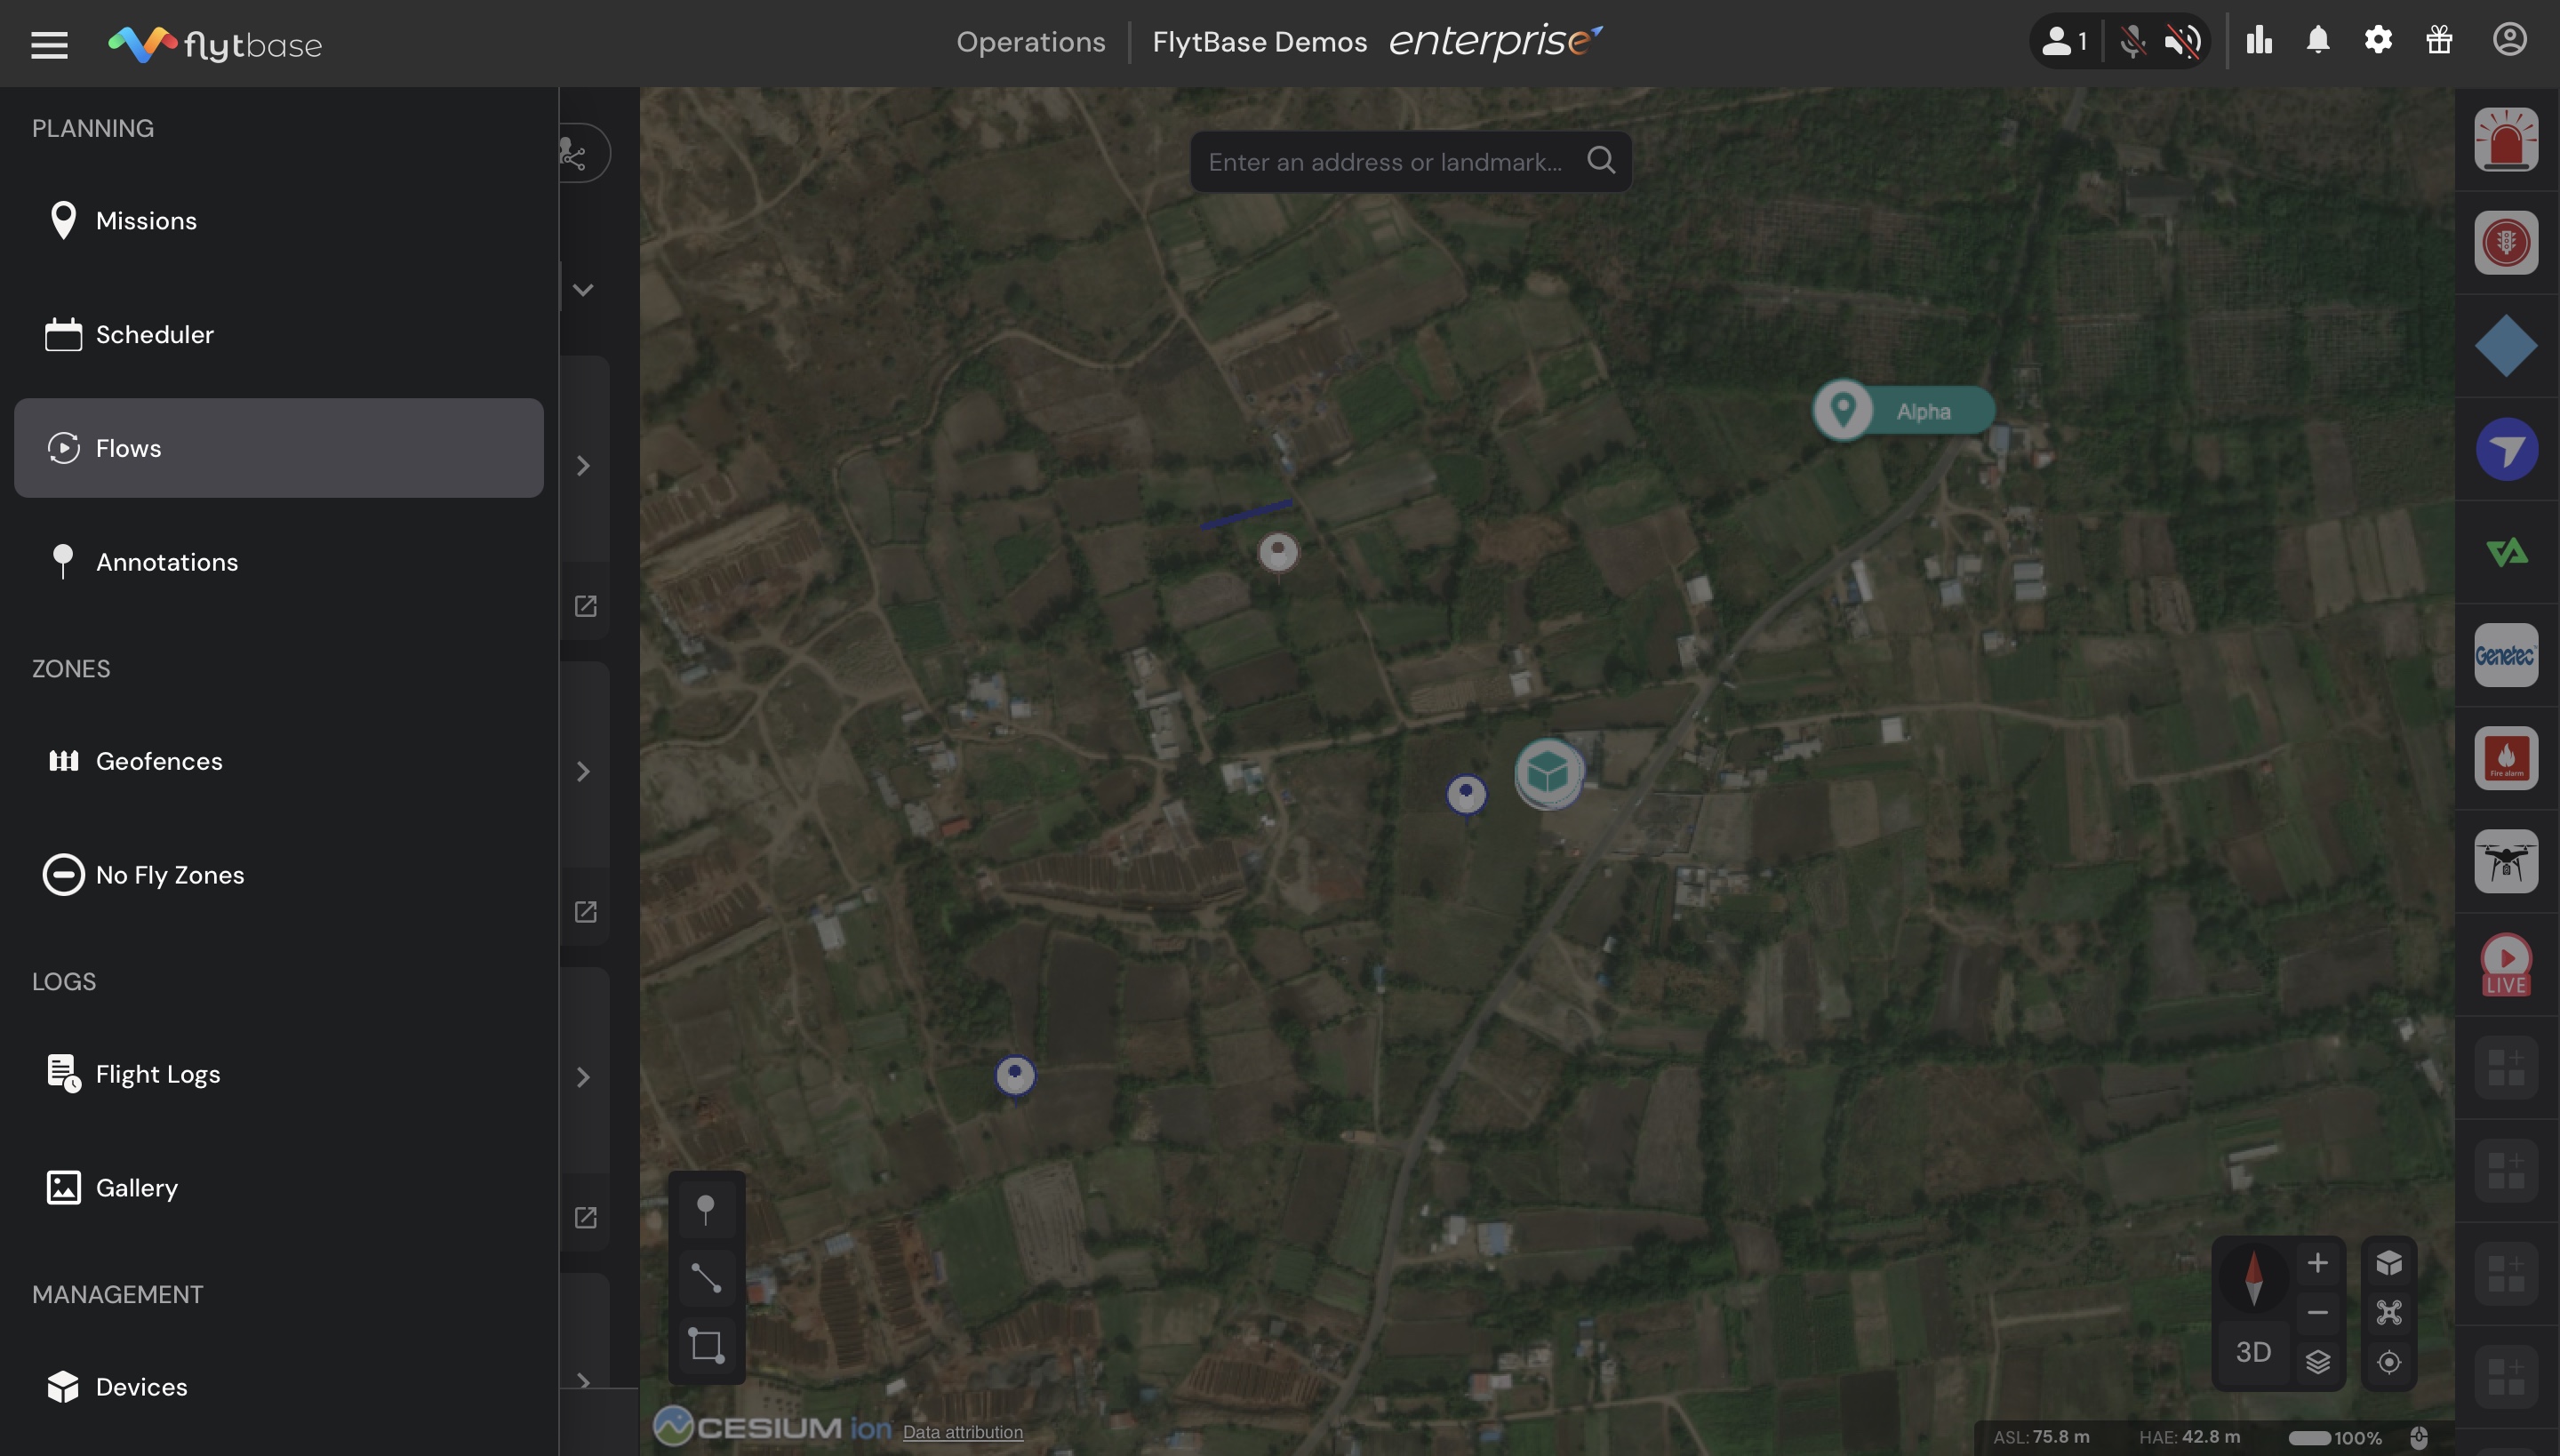 flytbase
Operations
FlytBase Demos
enterprise
1
PLANNING
Missions
Scheduler
Flows
Annotations
ZONES
Geofences
No Fly Zones
LOGS
Flight Logs
Gallery
MANAGEMENT
Devices
Enter an address or landmark...
Alpha
Genetec
Fire alarm
LIVE
3D
CESIUM ion
Data attribution
ASL: 75.8 m
HAE: 42.8 m
100%